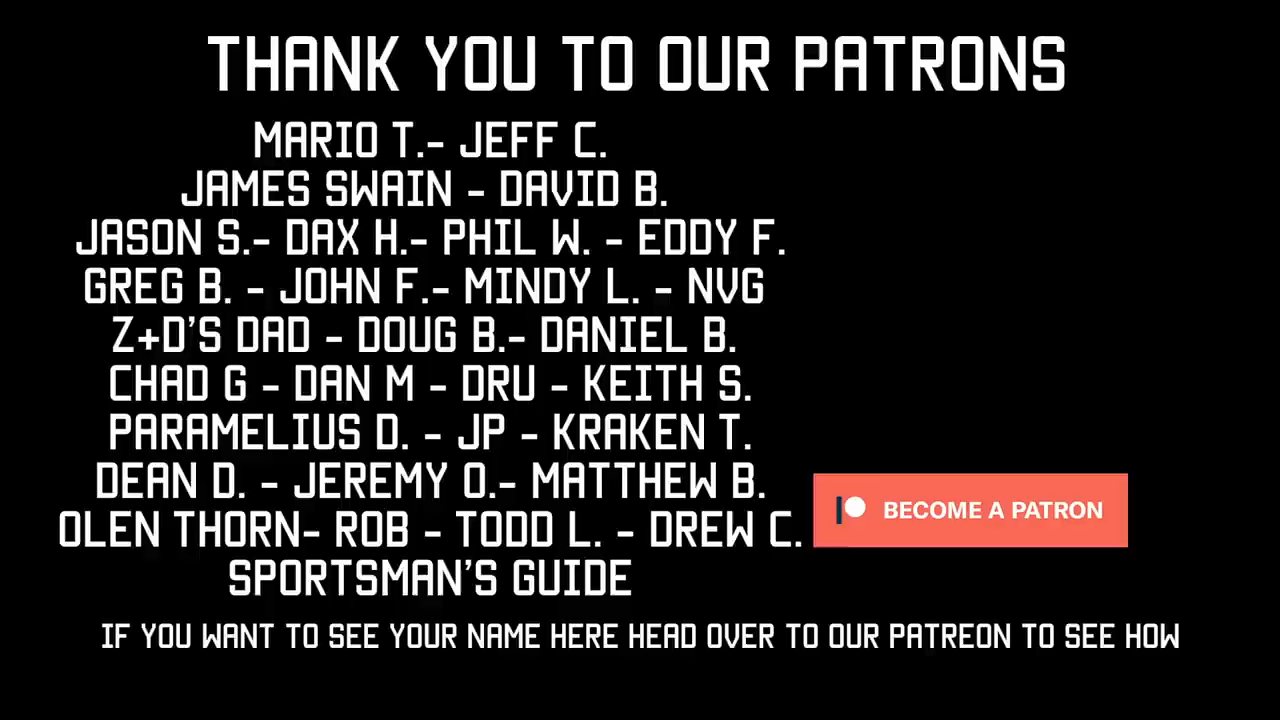 THANK YOU TO OUR PATRONS
MARIO T.- JEFF C.
JAMES SWAIN - DAVID B.
JASON S.- DAX H.- PHIL W. - EDDY F.
GREG B. - JOHN F.- MINDY L. - NVG
Z+D'S DAD - DOUG B.- DANIEL B.
CHAD G - DAN M - DRU - KEITH S.
PARAMELIUS D. - JP - KRAKEN T.
DEAN D. - JEREMY O.- MATTHEW B.
OLEN THORN- ROB - TODD L. - DREW C.
BECOME A PATRON
SPORTSMAN'S GUIDE
IF YOU WANT TO SEE YOUR NAME HERE HEAD OVER TO OUR PATREON TO SEE HOW